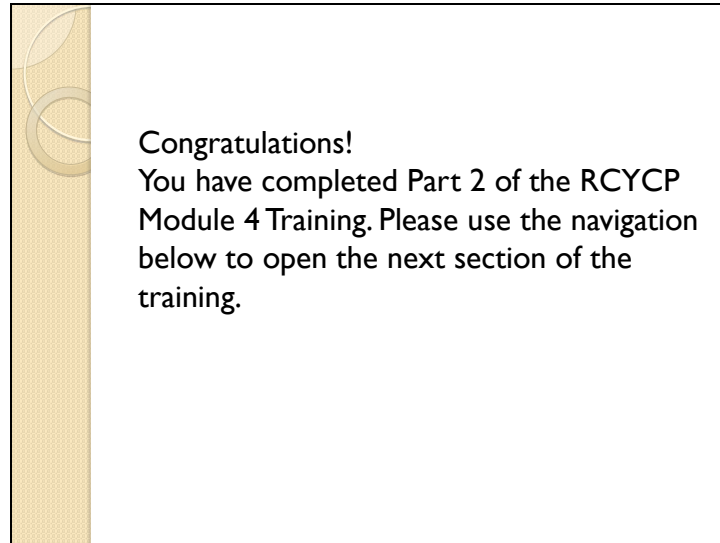 Congratulations!
You have completed Part 2 of the RCYCP
Module 4 Training. Please use the navigation
below to open the next section of the
training.